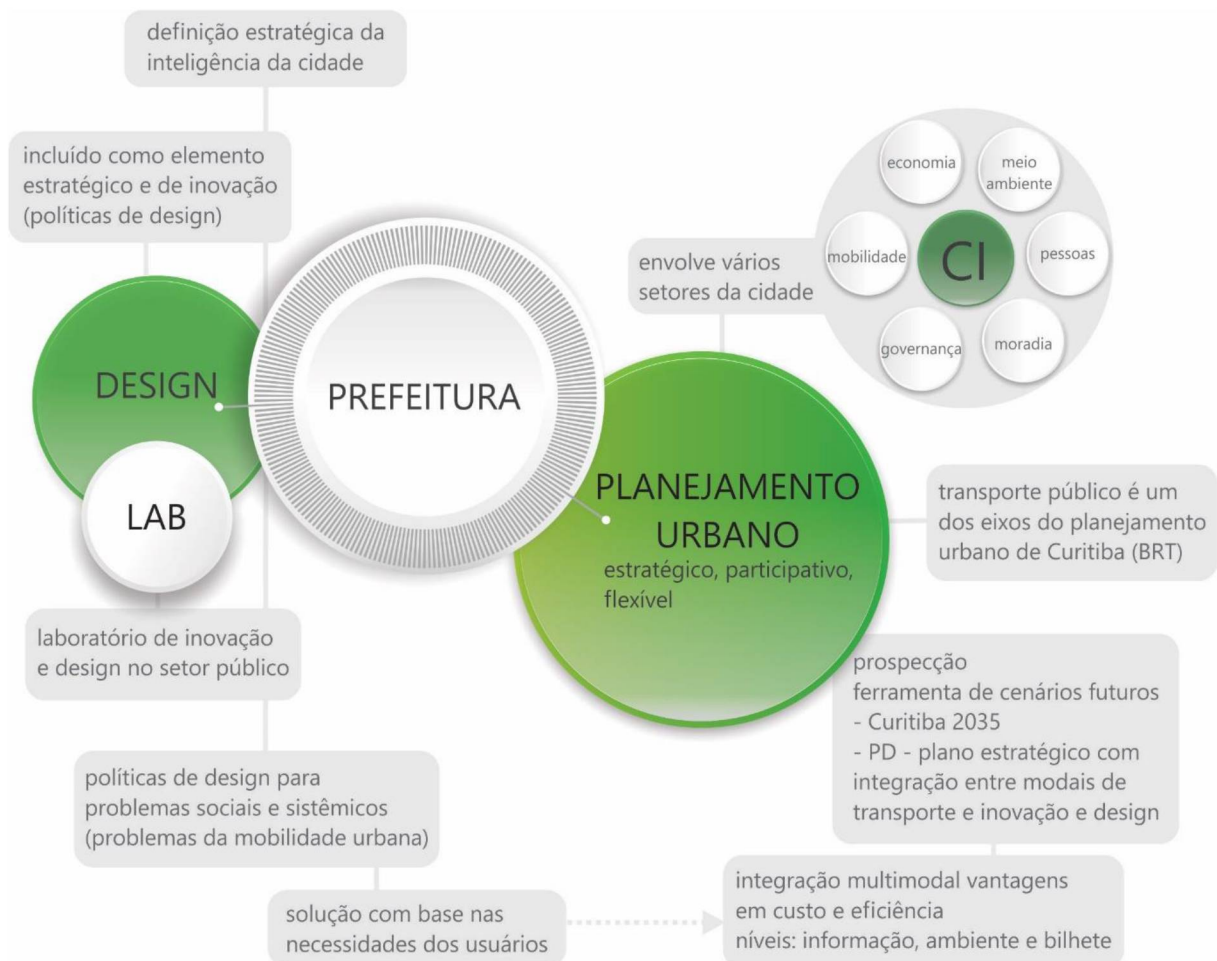 definição estratégica da
inteligência da cidade
incluído como elemento
estratégico e de inovação
(políticas de design)
DESIGN
LAB
laboratório de inovação
e design no setor público
PREFEITURA
políticas de design para
problemas sociais e sistêmicos
(problemas da mobilidade urbana)
solução com base nas
necessidades dos usuários
envolve vários
setores da cidade
economia
meio
ambiente
mobilidade
CI
pessoas
governança
moradia
PLANEJAMENTO
URBANO
estratégico, participativo,
flexível
transporte público é um
dos eixos do planejamento
urbano de Curitiba (BRT)
prospecção
ferramenta de cenários futuros
- Curitiba 2035
- PD - plano estratégico com
integração entre modais de
transporte e inovação e design
integração multimodal vantagens
em custo e eficiência
níveis: informação, ambiente e bilhete